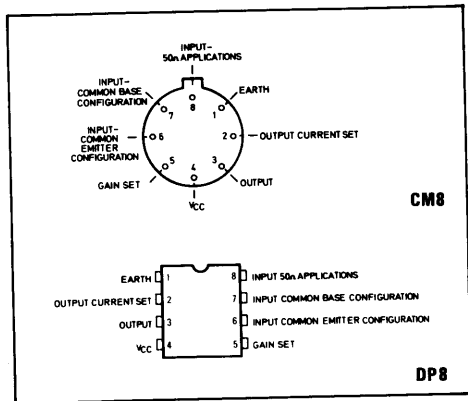 INPUT-
50n APPLICATIONS
INPUT-
COMMON BASE
CONFIGURATION
EARTH
8
7
1
INPUT-
COMMON
EMITTER
CONFIGURATION
6
2
OUTPUT CURRENT SET
5
3
4
GAIN SET
OUTPUT
VCC
CM8
EARTH 1
8 INPUT 50n APPLICATIONS
OUTPUT CURRENT SET 2
7 INPUT COMMON BASE CONFIGURATION
OUTPUT 3
6 INPUT COMMON EMITTER CONFIGURATION
VCC 4
5 GAIN SET
DP8